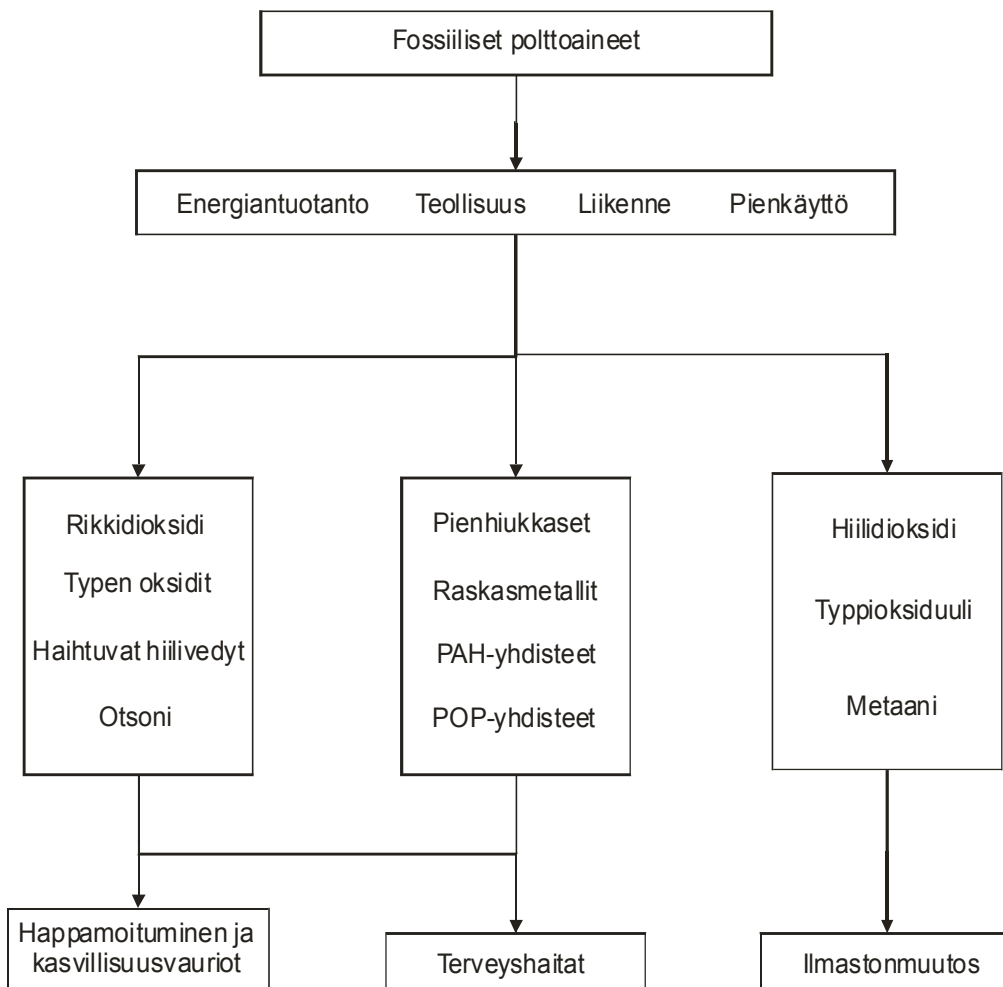 Fossiiliset polttoaineet
Energiantuotanto Teollisuus Liikenne Pienkäyttö
Rikkidioksidi
Typen oksidit
Haihtuvat hiilivedyt
Otsoni
Pienhiukkaset
Raskasmetallit
PAH-yhdisteet
POP-yhdisteet
Hiilidioksidi
Typpioksiduuli
Metaani
Happamoituminen ja
kasvillisuusvauriot
Terveyshaitat
Ilmastonmuutos